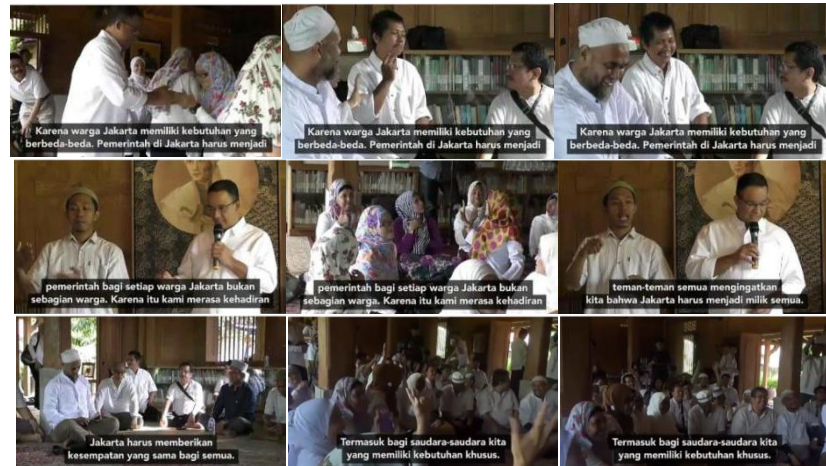 Karena warga Jakarta memiliki kebutuhan yang
berbeda-beda. Pemerintah di Jakarta harus menjadi
Karena warga Jakarta memiliki kebutuhan yang
berbeda-beda. Pemerintah di Jakarta harus menjadi
Karena warga Jakarta memiliki kebutuhan yang
berbeda-beda. Pemerintah di Jakarta harus menjadi
pemerintah bagi setiap warga Jakarta bukan
sebagian warga. Karena itu kami merasa kehadiran
pemerintah bagi setiap warga Jakarta bukan
sebagian warga. Karena itu kami merasa kehadiran
teman-teman semua mengingatkan
kita bahwa Jakarta harus menjadi milik semua.
Jakarta harus memberikan
kesempatan yang sama bagi semua.
Termasuk bagi saudara-saudara kita
yang memiliki kebutuhan khusus.
Termasuk bagi saudara-saudara kita
yang memiliki kebutuhan khusus.